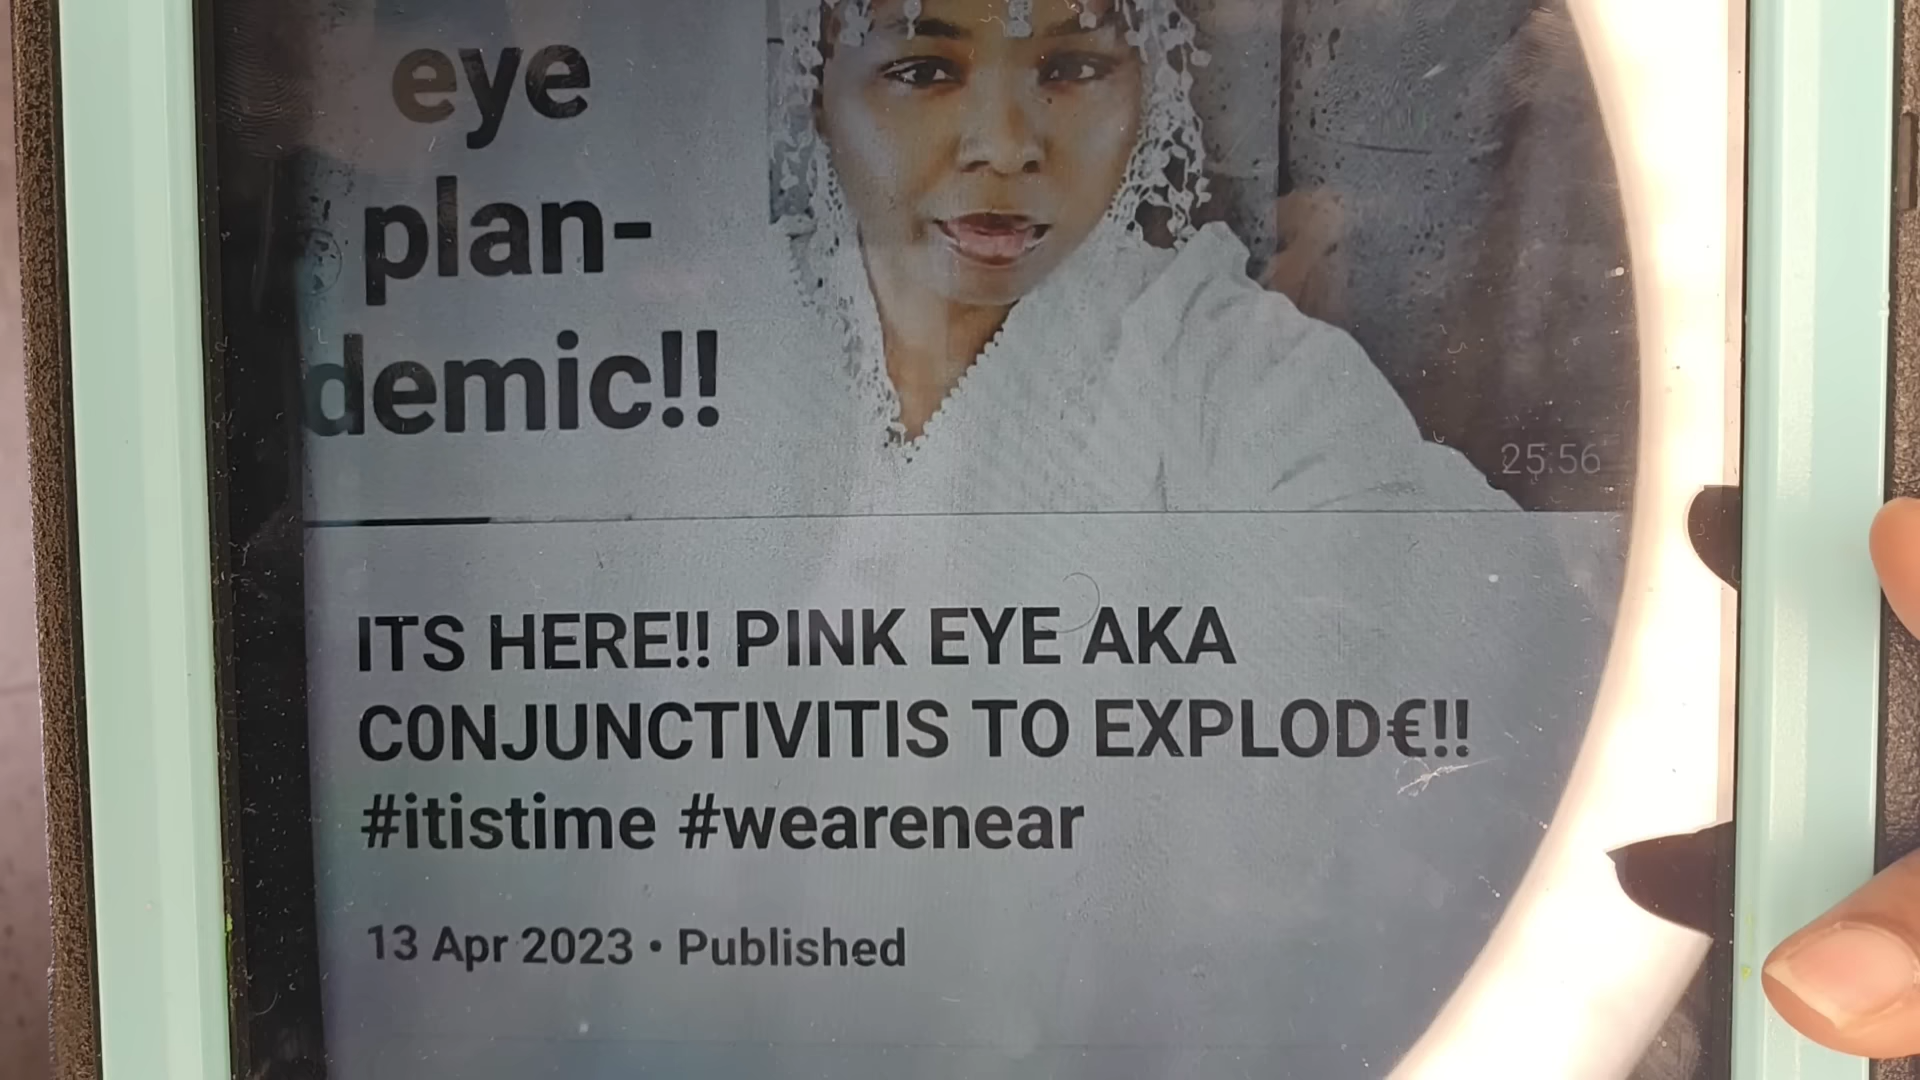 eye
plan-
demic!!
25:56
ITS HERE!! PINK EYE AKA
C0NJUNCTIVITIS TO EXPLOD€!!
#itistime #wearenear
13 Apr 2023 • Published